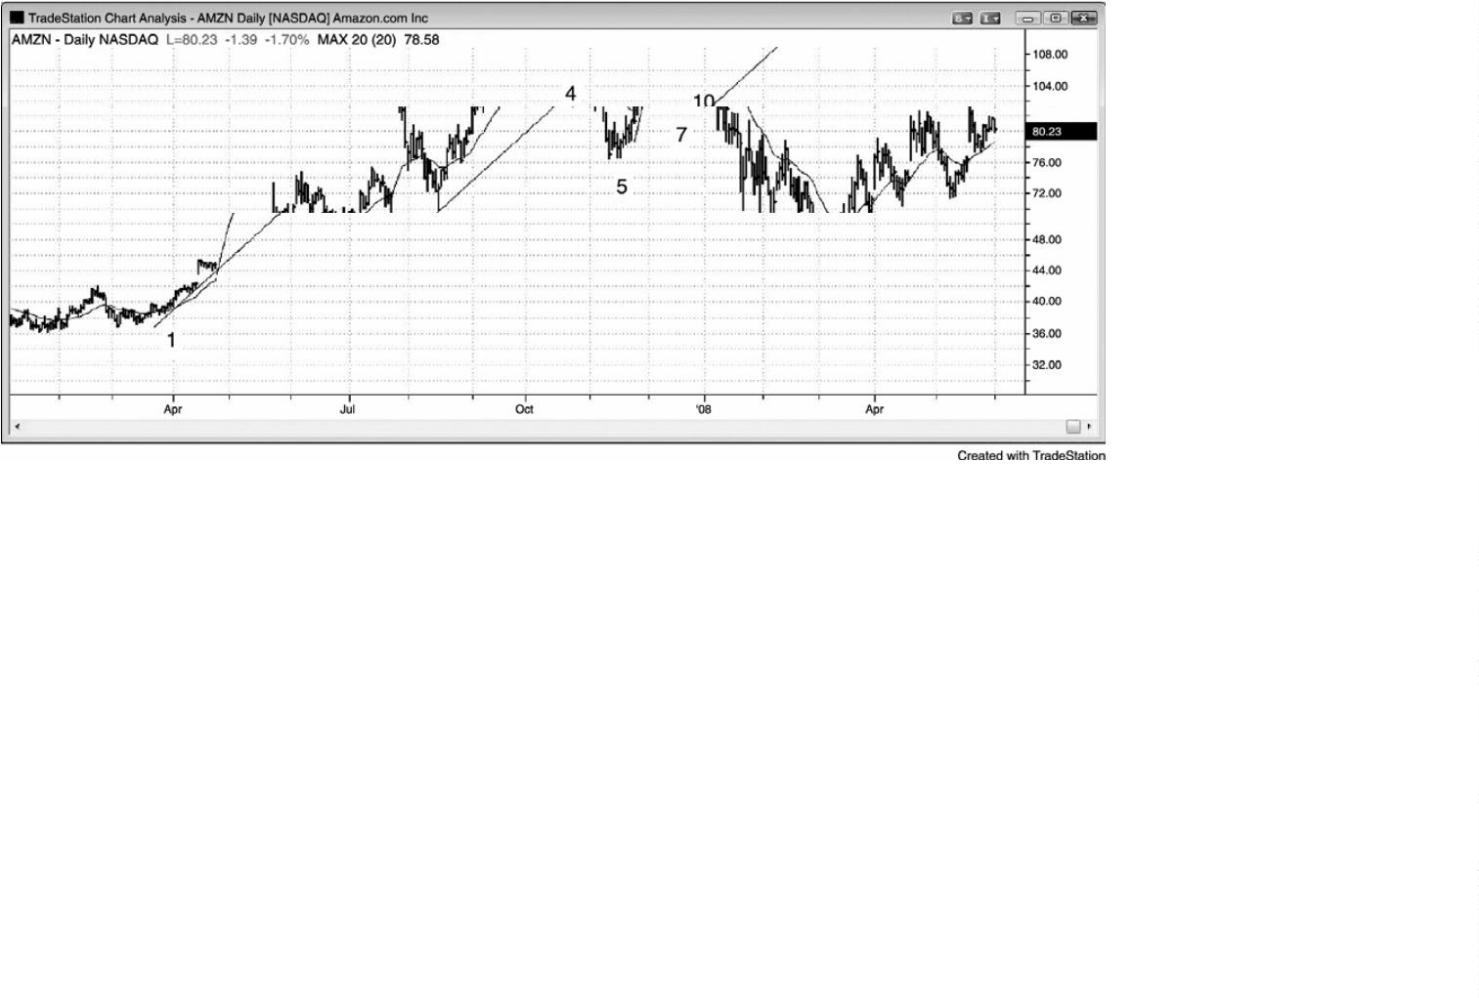 TradeStation Chart Analysis - AMZN Daily [NASDAQ] Amazon.com Inc
AMZN - Daily NASDAQ L=80.23 -1.39 -1.70% MAX 20 (20) 78.58
108.00
104.00
4
10
7
80.23
76.00
5
72.00
48.00
44.00
40.00
1
36.00
32.00
Apr
Jul
Oct
'08
Apr
Created with TradeStation